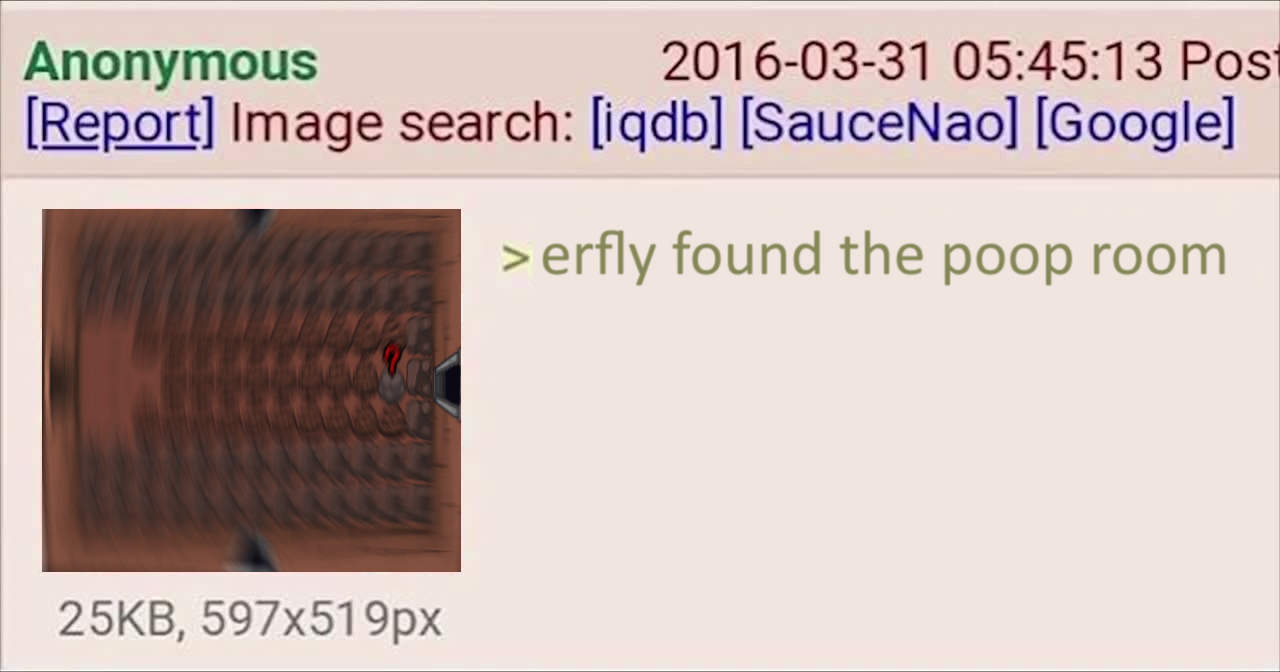 Anonymous 2016-03-31 05:45:13 Post
[Report] Image search: [iqdb] [SauceNao] [Google]
> erfly found the poop room
25KB, 597x519px